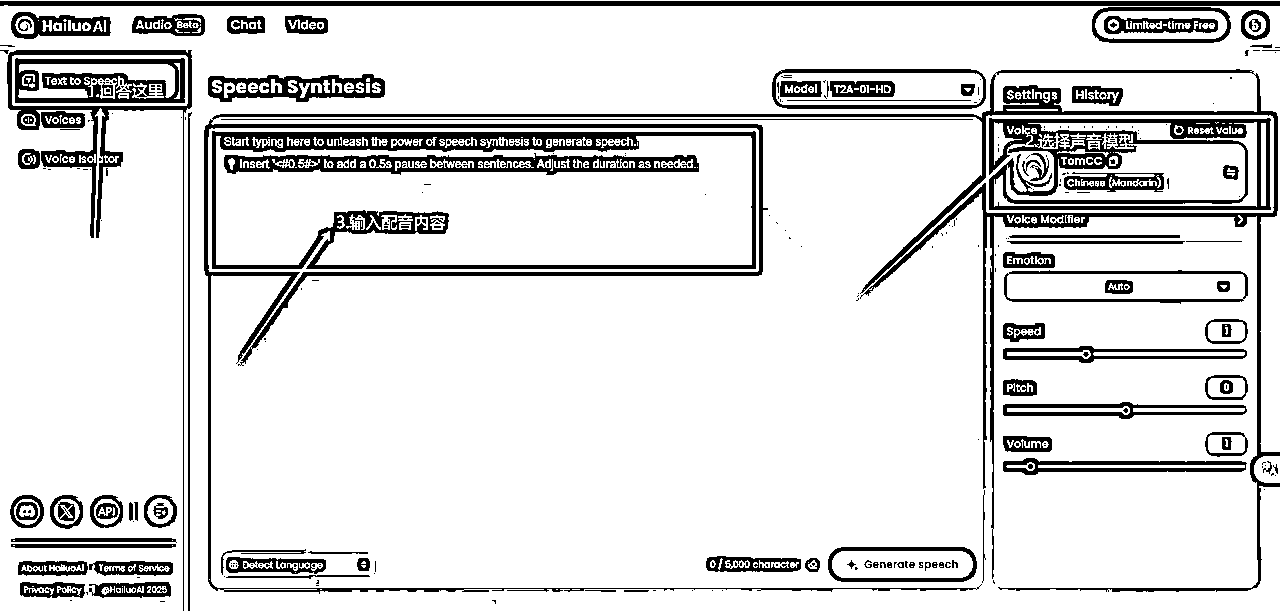 Hailuo AI
Audio Beta
Chat
Video
Limited-time Free
Text to Speech
1.回答这里
Voices
Voice Isolator
Speech Synthesis
Model
T2A-01-HD
Start typing here to unleash the power of speech synthesis to generate speech.
Insert '<#0.5#>' to add a 0.5s pause between sentences. Adjust the duration as needed.
3.输入配音内容
Settings
History
Voice
Reset Value
2.选择声音模型
TomCC
Chinese (Mandarin)
Voice Modifier
Emotion
Auto
Speed
1
Pitch
0
Volume
1
API
About HailuoAI
Terms of Service
Privacy Policy
@HailuoAI 2025
Detect Language
0 / 5,000 character
Generate speech